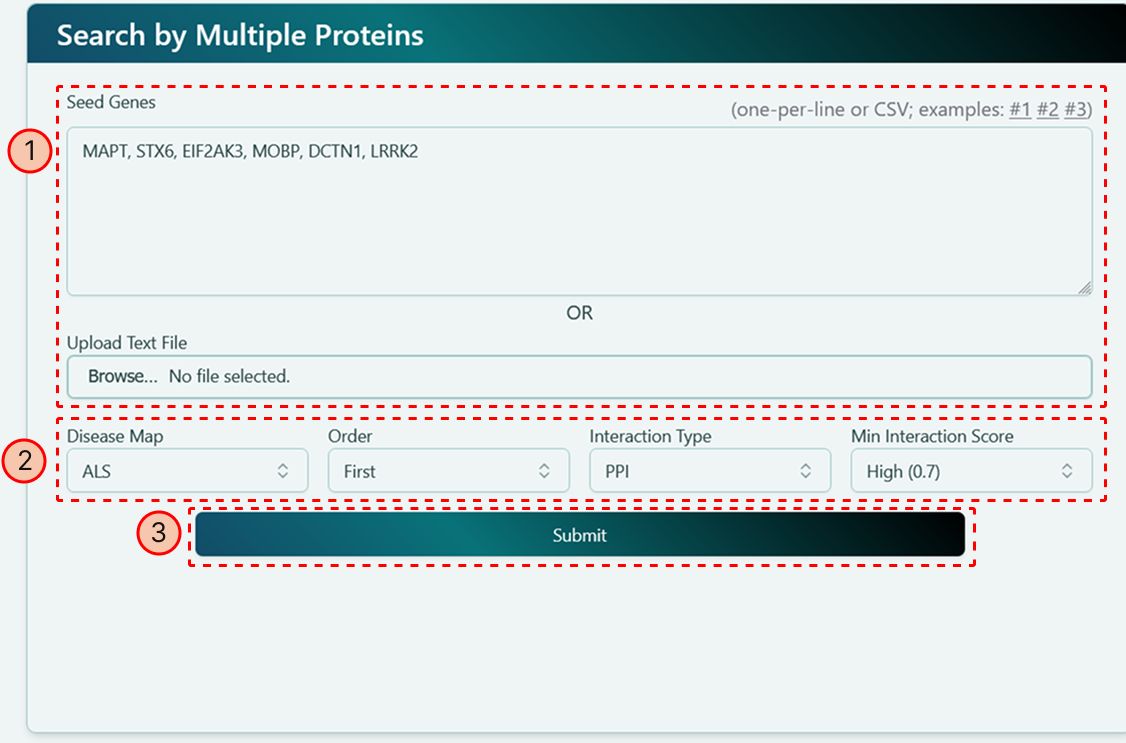 Search by Multiple Proteins
Seed Genes
(one-per-line or CSV; examples: #1 #2 #3)
1
MAPT, STX6, EIF2AK3, MOBP, DCTN1, LRRK2
OR
Upload Text File
Browse... No file selected.
2
Disease Map Order Interaction Type Min Interaction Score
ALS First PPI High (0.7)
3
Submit